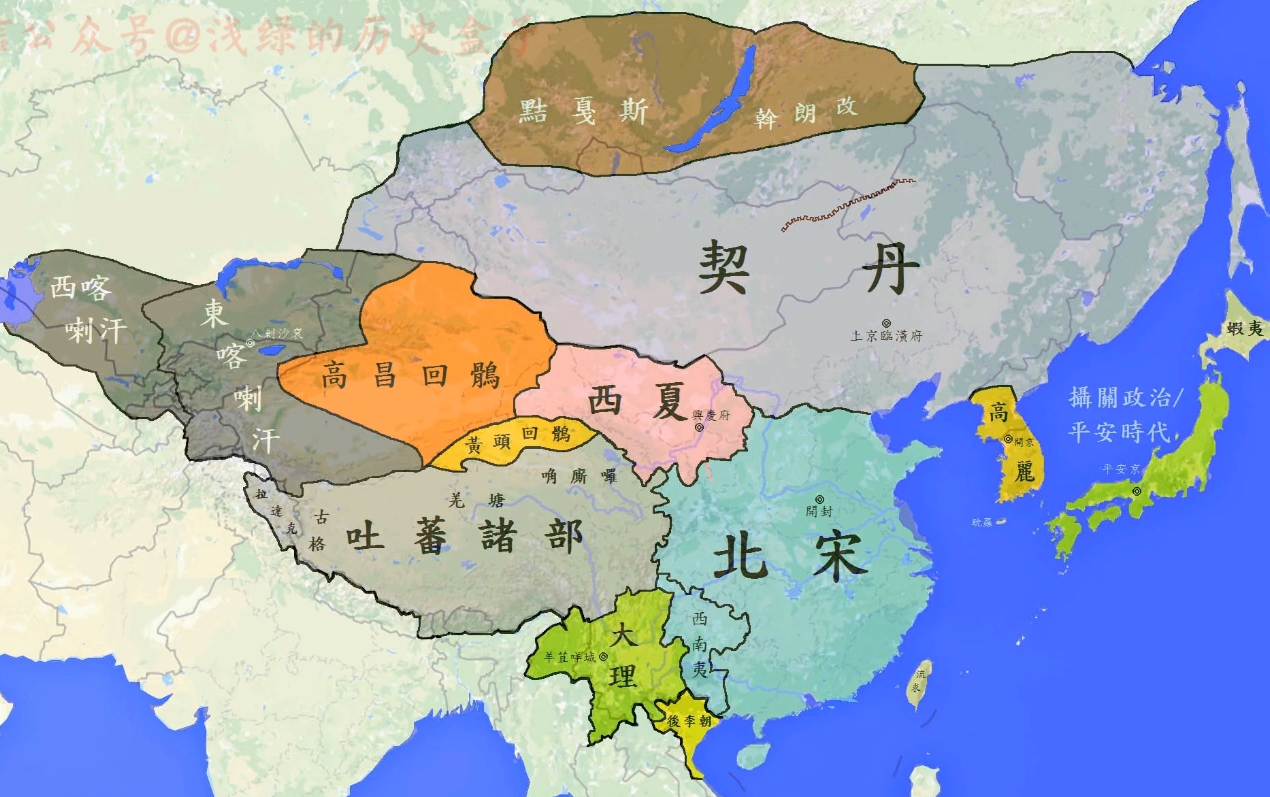 信公众号@浅绿的历史盒子
點戛斯
斡朗改
契丹
上京臨潢府
西喀
喇汗
東
喀
喇
汗
八剌沙袞
高昌回鶻
西夏
興慶府
黃頭回鶻
唃廝囉
羌塘
拉
達
克
古
格
吐蕃諸部
北宋
開封
西
南
夷
大
理
羊苴咩城
後李朝
高
麗
開京
耽羅
蝦夷
攝關政治/
平安時代
平安京
流
求